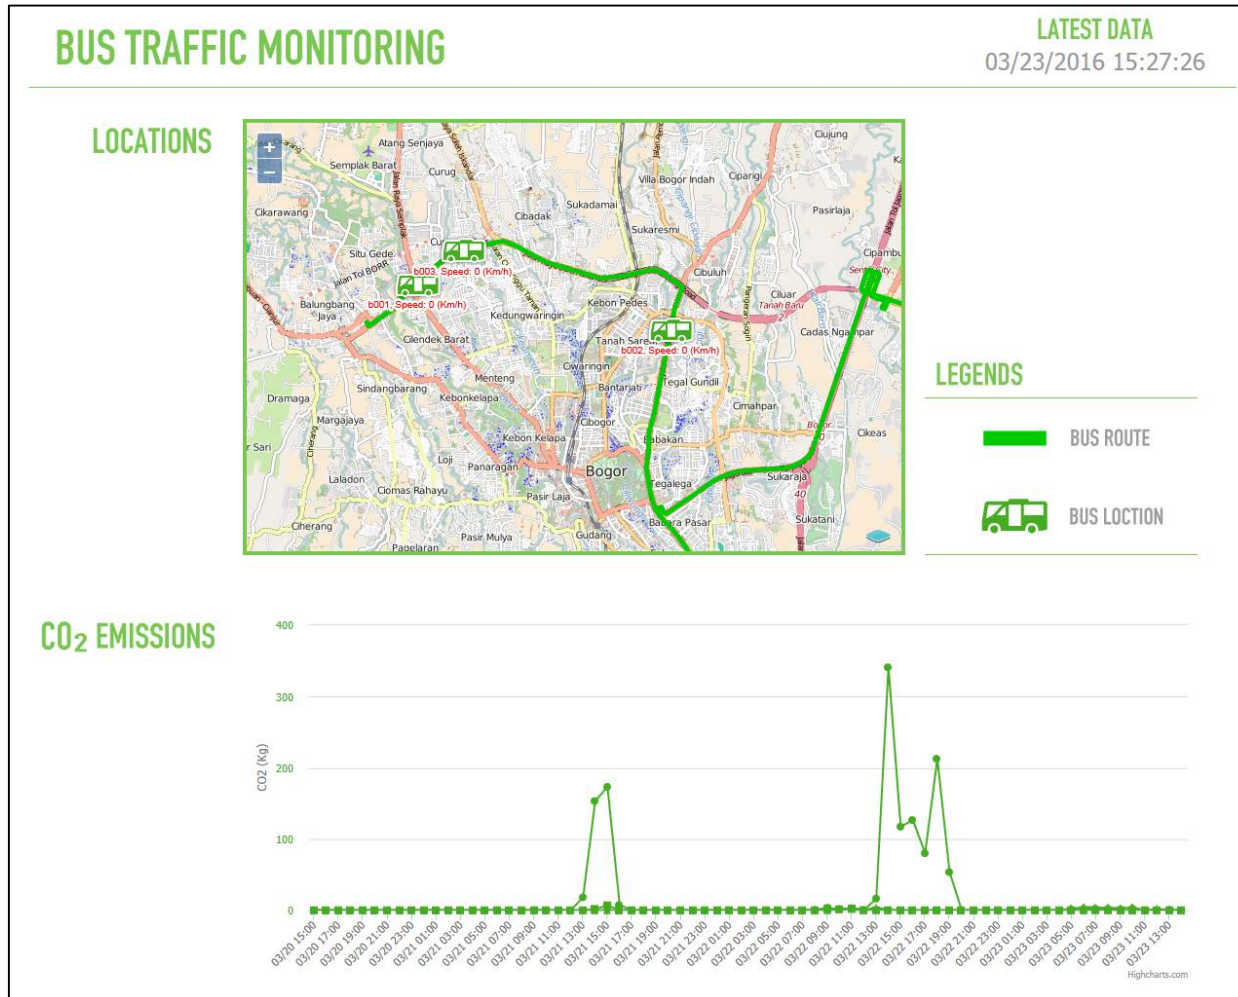 BUS TRAFFIC MONITORING
LATEST DATA
03/23/2016 15:27:26
LOCATIONS
+
−
Atang Senjaya
Semplak Barat
Curug
Ciujung
Villa Bogor Indah
Ciparigi
Cikarawang
Cibadak
Sukadamai
Pasirlaja
Jalan Raya Semplak
Sukaresmi
Situ Gede
b003, Speed: 0 (Km/h)
Jalan Tol BORR
Cibuluh
b001, Speed: 0 (Km/h)
Kebon Pedes
Ciluar
Tanah Baru
2
Balungbang
Jaya
Kedungwaringin
Cadas Ngampar
Cilendek Barat
b002, Speed: 0 (Km/h)
Ciwaringin
Menteng
Sindangbarang
Bantarjati
Tegal Gundil
Dramaga
Kebonkelapa
Cimahpar
Margajaya
Cibogor
Ciherang
Kebon Kelapa
Babakan
Cikeas
Loji
Panaragan
Bogor
Laladon
Tegalega
Sukaraja
Ciomas Rahayu
Pasir Laja
40
Ciherang
Pasir Mulya
Gudang
Sukatani
Pagelaran
LEGENDS
BUS ROUTE
BUS LOCTION
CO₂ EMISSIONS
400
300
200
100
0
CO2 (Kg)
03/20 15:00
03/20 17:00
03/20 19:00
03/20 21:00
03/20 23:00
03/21 01:00
03/21 03:00
03/21 05:00
03/21 07:00
03/21 09:00
03/21 11:00
03/21 13:00
03/21 15:00
03/21 17:00
03/21 19:00
03/21 21:00
03/21 23:00
03/22 01:00
03/22 03:00
03/22 05:00
03/22 07:00
03/22 09:00
03/22 11:00
03/22 13:00
03/22 15:00
03/22 17:00
03/22 19:00
03/22 21:00
03/22 23:00
03/23 01:00
03/23 03:00
03/23 05:00
03/23 07:00
03/23 09:00
03/23 11:00
03/23 13:00
Highcharts.com